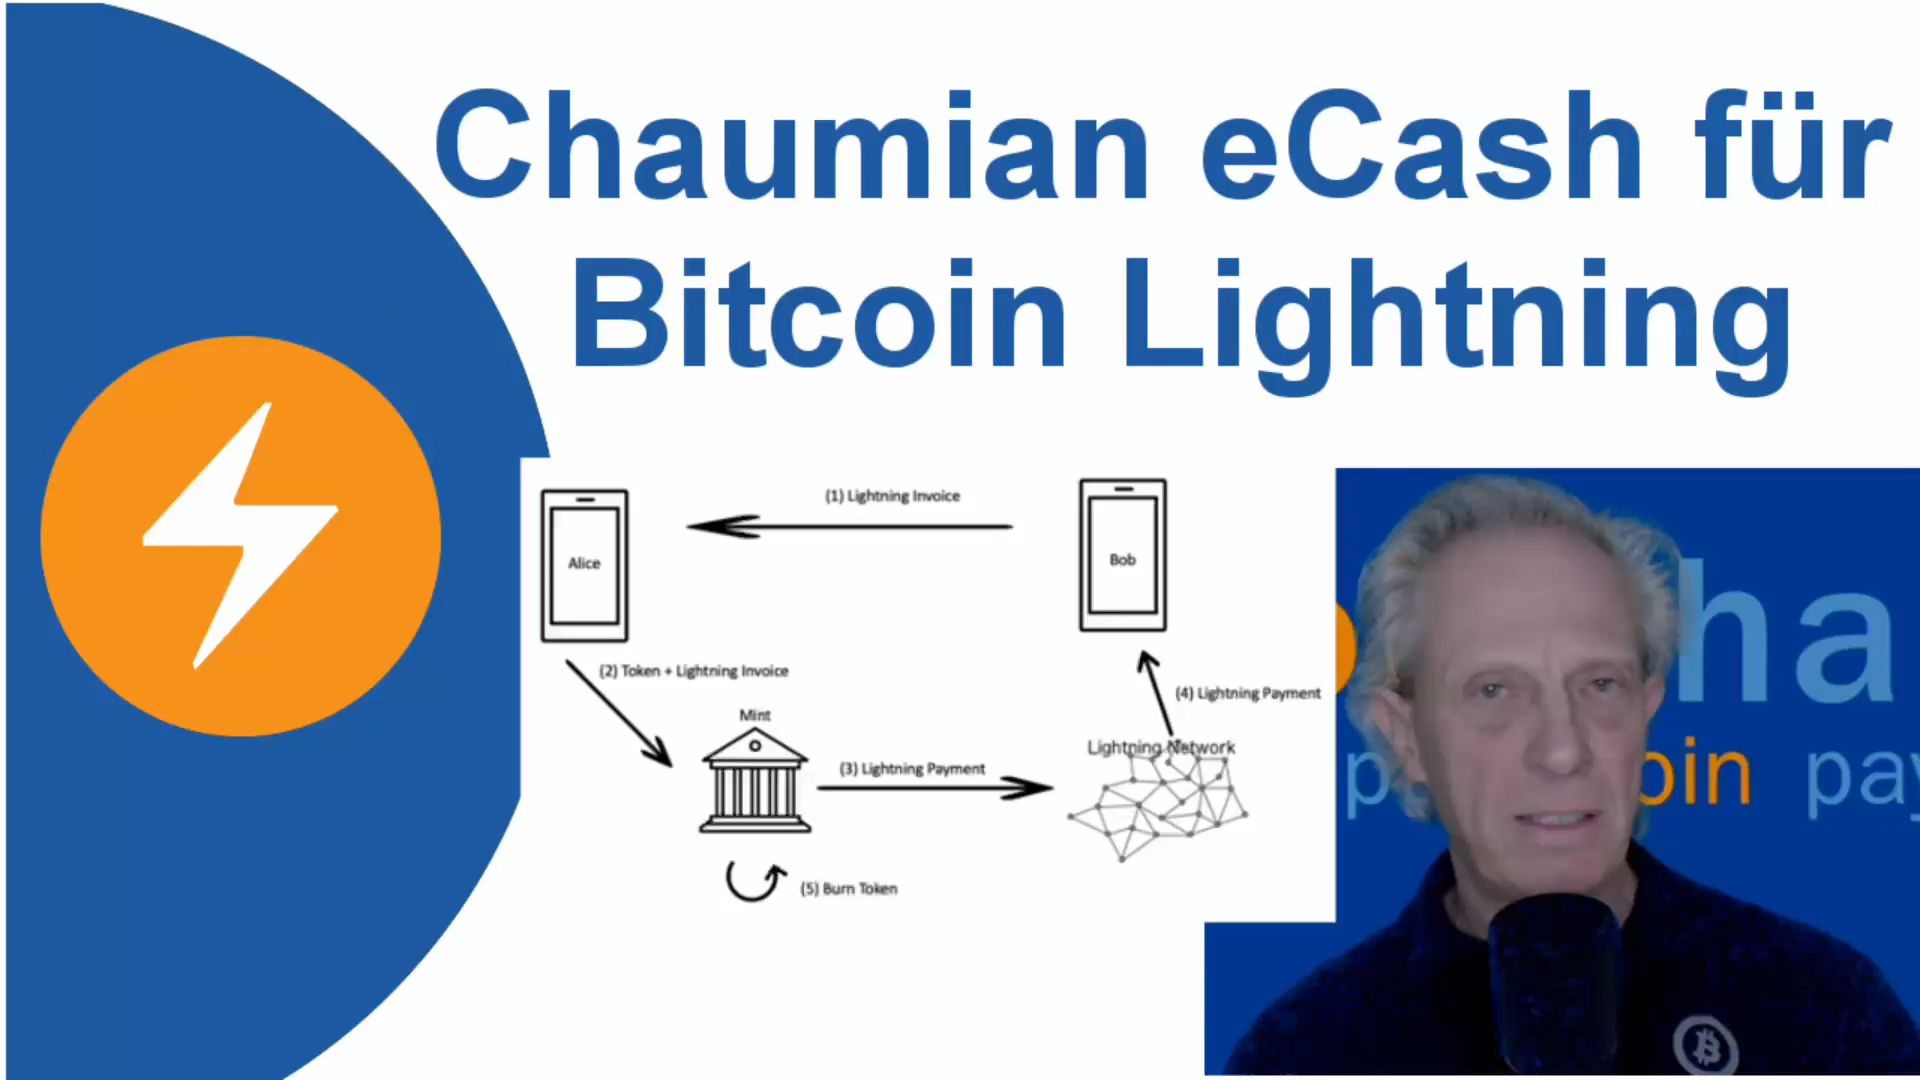 Chaumian eCash für
Bitcoin Lightning
(1) Lightning Invoice
Alice
Bob
(2) Token + Lightning Invoice
(4) Lightning Payment
Mint
Lightning Network
(3) Lightning Payment
(5) Burn Token